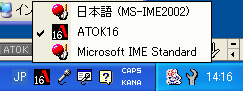 イン
日本語 (MS-IME2002)
ATOK16
Microsoft IME Standard
ATOK
JP 16 CAPS KANA 14:16